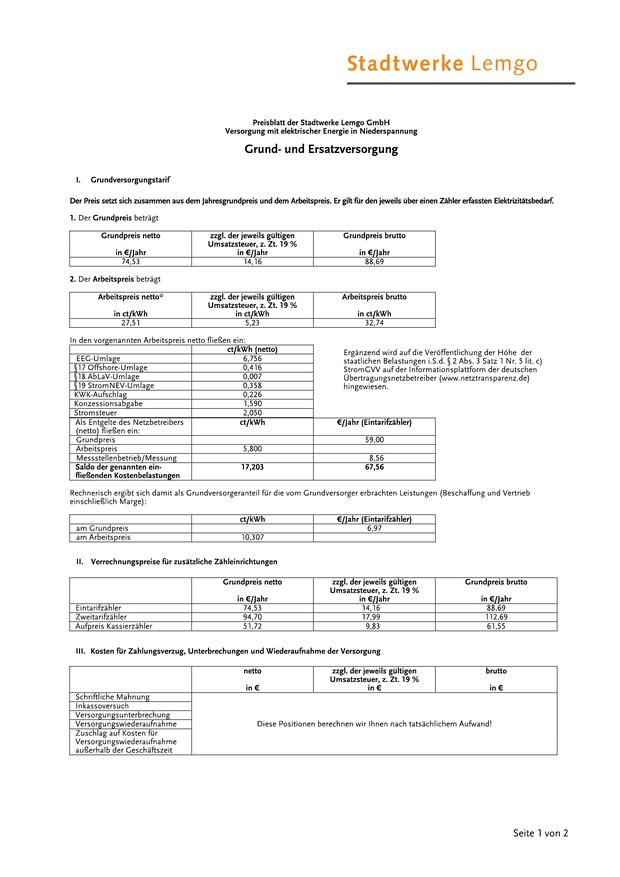 Stadtwerke Lemgo
Preisblatt der Stadtwerke Lemgo GmbH
Versorgung mit elektrischer Energie in Niederspannung
Grund- und Ersatzversorgung
I. Grundversorgungstarif
Der Preis setzt sich zusammen aus dem Jahresgrundpreis und dem Arbeitspreis. Er gilt für den jeweils über einen Zähler erfassten Elektrizitätsbedarf.
1. Der Grundpreis beträgt
Grundpreis netto zzgl. der jeweils gültigen Grundpreis brutto
Umsatzsteuer, z. Zt. 19 %
in €/Jahr in €/Jahr in €/Jahr
74,53 14,16 88,69
2. Der Arbeitspreis beträgt
Arbeitspreis netto* zzgl. der jeweils gültigen Arbeitspreis brutto
Umsatzsteuer, z. Zt. 19 %
in ct/kWh in ct/kWh in ct/kWh
27,51 5,23 32,74
In den vorgenannten Arbeitspreis netto fließen ein:
ct/kWh (netto)
EEG-Umlage 6,756
§17 Offshore-Umlage 0,416
§18 AbLaV-Umlage 0,007
§19 StromNEV-Umlage 0,358
KWK-Aufschlag 0,226
Konzessionsabgabe 1,590
Stromsteuer 2,050
Ergänzend wird auf die Veröffentlichung der Höhe der
staatlichen Belastungen i.S.d. § 2 Abs. 3 Satz 1 Nr. 5 lit. c)
StromGVV auf der Informationsplattform der deutschen
Übertragungsnetzbetreiber (www.netztransparenz.de)
hingewiesen.
Als Entgelte des Netzbetreibers ct/kWh €/Jahr (Eintarifzähler)
(netto) fließen ein:
Grundpreis 59,00
Arbeitspreis 5,800
Messstellenbetrieb/Messung 8,56
Saldo der genannten ein- 17,203 67,56
fließenden Kostenbelastungen
Rechnerisch ergibt sich damit als Grundversorgeranteil für die vom Grundversorger erbrachten Leistungen (Beschaffung und Vertrieb
einschließlich Marge):
ct/kWh €/Jahr (Eintarifzähler)
am Grundpreis 6,97
am Arbeitspreis 10,307
II. Verrechnungspreise für zusätzliche Zähleinrichtungen
Grundpreis netto zzgl. der jeweils gültigen Grundpreis brutto
Umsatzsteuer, z. Zt. 19 %
in €/Jahr in €/Jahr in €/Jahr
Eintarifzähler 74,53 14,16 88,69
Zweitarifzähler 94,70 17,99 112,69
Aufpreis Kassierzähler 51,72 9,83 61,55
III. Kosten für Zahlungsverzug, Unterbrechungen und Wiederaufnahme der Versorgung
netto zzgl. der jeweils gültigen brutto
Umsatzsteuer, z. Zt. 19 %
in € in € in €
Schriftliche Mahnung
Inkassoversuch
Versorgungsunterbrechung
Versorgungswiederaufnahme
Zuschlag auf Kosten für
Versorgungswiederaufnahme
außerhalb der Geschäftszeit
Diese Positionen berechnen wir Ihnen nach tatsächlichem Aufwand!
Seite 1 von 2